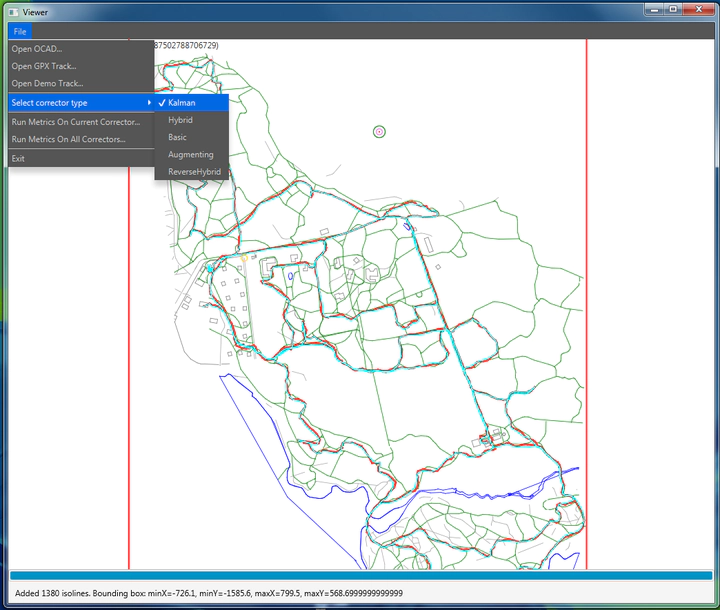 Viewer
File
87502788706729)
Open OCAD...
Open GPX Track...
Open Demo Track...
Select corrector type
Kalman
Hybrid
Run Metrics On Current Corrector...
Basic
Run Metrics On All Correctors...
Augmenting
Exit
ReverseHybrid
Added 1380 isolines. Bounding box: minX=-726.1, minY=-1585.6, maxX=799.5, maxY=568.6999999999999